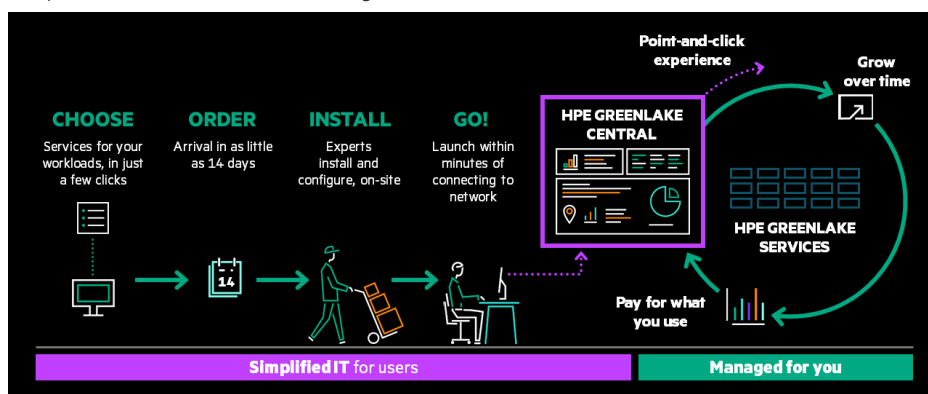 CHOOSE
Services for your
workloads, in just
a few clicks
ORDER
Arrival in as little
as 14 days
14
INSTALL
Experts
install and
configure, on-site
GO!
Launch within
minutes of
connecting to
network
HPE GREENLAKE
CENTRAL
Point-and-click
experience
Grow
over time
HPE GREENLAKE
SERVICES
Pay for what
you use
Simplified IT for users
Managed for you